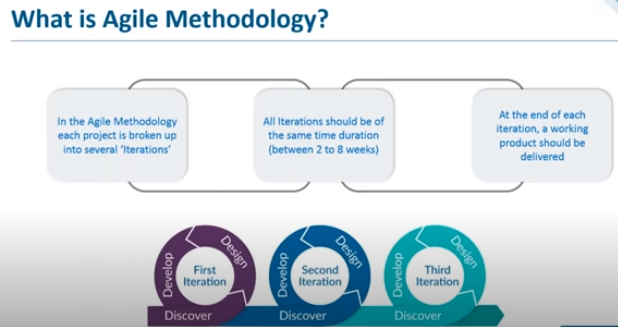 What is Agile Methodology?
In the Agile Methodology
each project is broken up
into several 'Iterations'
All Iterations should be of
the same time duration
(between 2 to 8 weeks)
At the end of each
iteration, a working
product should be
delivered
Develop
Design
First
Iteration
Discover
Develop
Design
Second
Iteration
Discover
Develop
Design
Third
Iteration
Discover